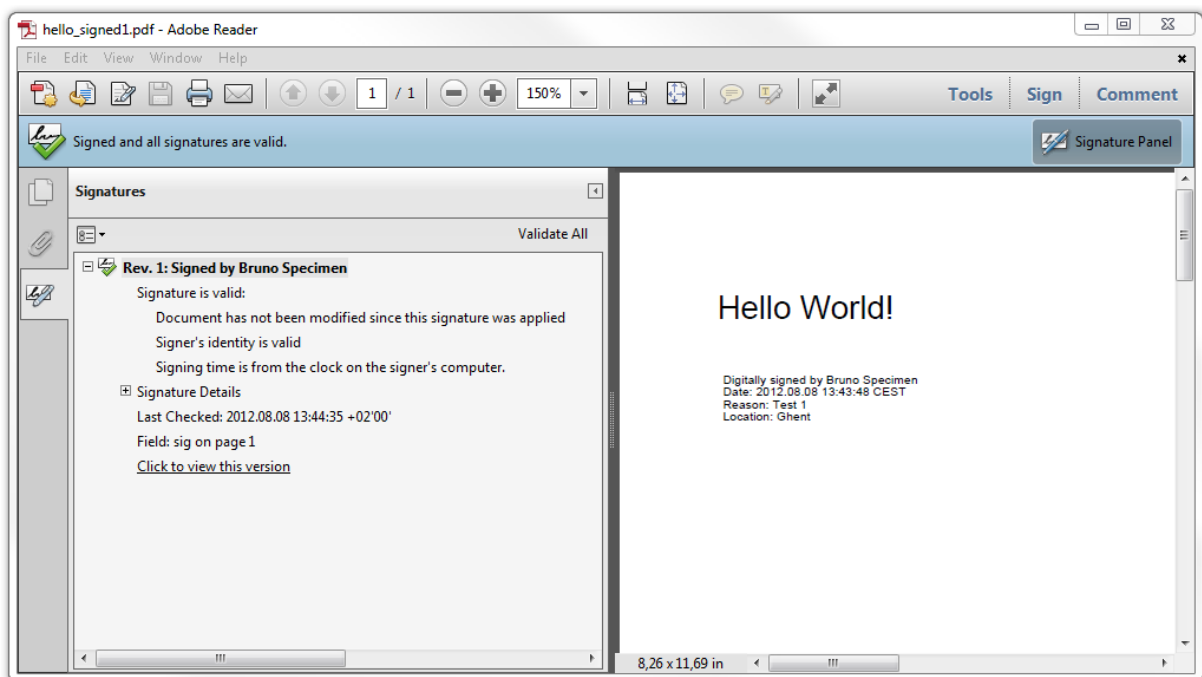 hello_signed1.pdf - Adobe Reader
File Edit View Window Help
1 / 1 150% Tools Sign Comment
Signed and all signatures are valid. Signature Panel
Signatures
Validate All
Rev. 1: Signed by Bruno Specimen
Signature is valid:
Document has not been modified since this signature was applied
Signer's identity is valid
Signing time is from the clock on the signer's computer.
Signature Details
Last Checked: 2012.08.08 13:44:35 +02'00'
Field: sig on page 1
Click to view this version
Hello World!
Digitally signed by Bruno Specimen
Date: 2012.08.08 13:43:48 CEST
Reason: Test 1
Location: Ghent
8,26 x 11,69 in